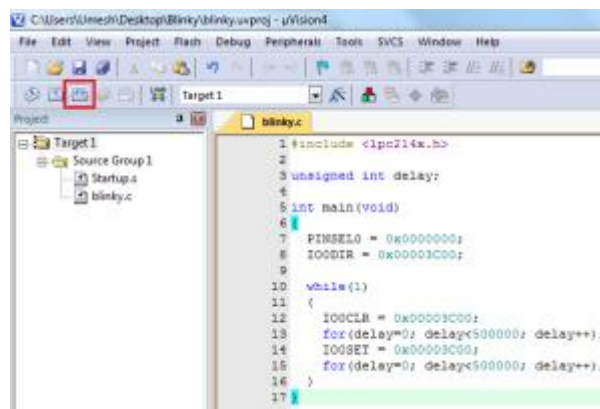 C:\Users\Umesh\Desktop\Blinky\blinky.uvproj - µVision4
File Edit View Project Flash Debug Peripherals Tools SVCS Window Help
Target 1
Project
blinky.c
Target 1
Source Group 1
Startup.s
blinky.c
1 #include <lpc214x.h>
2
3 unsigned int delay;
4
5 int main(void)
6 {
7 PINSEL0 = 0x0000000;
8 IO0DIR = 0x00003C00;
9
10 while(1)
11 {
12 IO0CLR = 0x00003C00;
13 for(delay=0; delay<500000; delay++);
14 IO0SET = 0x00003C00;
15 for(delay=0; delay<500000; delay++);
16 }
17 }